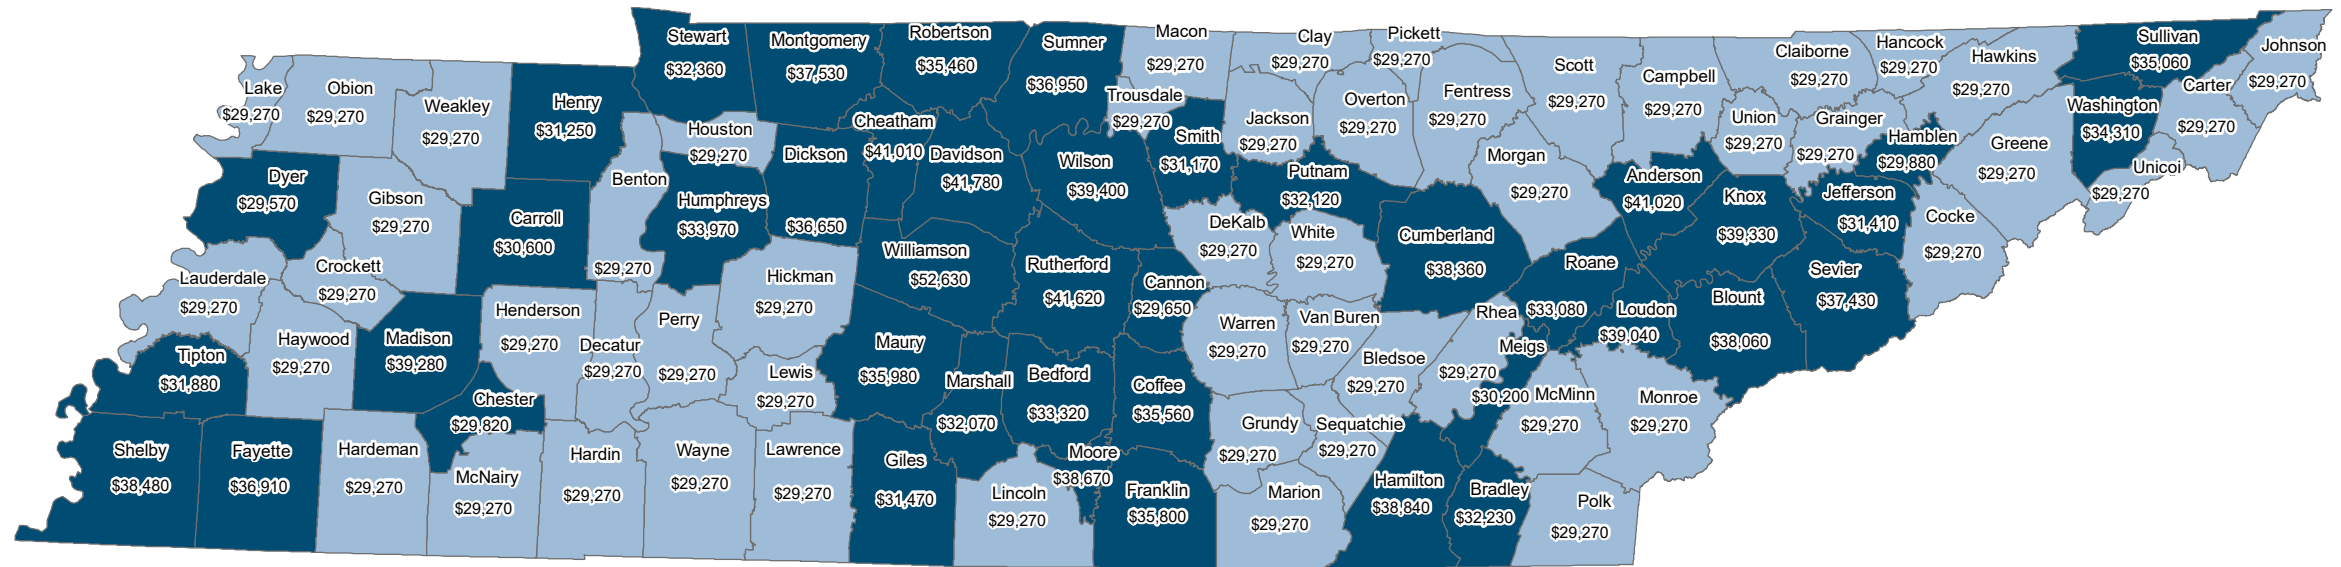 Lake
$29,270
Obion
$29,270
Weakley
$29,270
Henry
$31,250
Stewart
$32,360
Montgomery
$37,530
Robertson
$35,460
Sumner
$36,950
Macon
$29,270
Trousdale
$29,270
Clay
$29,270
Pickett
$29,270
Scott
$29,270
Campbell
$29,270
Claiborne
$29,270
Hancock
$29,270
Hawkins
$29,270
Sullivan
$35,060
Johnson
$29,270
Carter
$29,270
Washington
$34,310
Unicoi
$29,270
Greene
$29,270
Hamblen
$29,880
Grainger
$29,270
Union
$29,270
Fentress
$29,270
Overton
$29,270
Jackson
$29,270
Smith
$31,170
Putnam
$32,120
Morgan
$29,270
Anderson
$41,020
Knox
$39,330
Jefferson
$31,410
Cocke
$29,270
Sevier
$37,430
Blount
$38,060
Loudon
$39,040
Roane
$33,080
Cumberland
$38,360
White
$29,270
DeKalb
$29,270
Wilson
$39,400
Davidson
$41,780
Cheatham
$41,010
Dickson
$36,650
Houston
$29,270
Humphreys
$33,970
Benton
$29,270
Carroll
$30,600
Gibson
$29,270
Dyer
$29,570
Crockett
$29,270
Lauderdale
$29,270
Haywood
$29,270
Tipton
$31,880
Madison
$39,280
Henderson
$29,270
Decatur
$29,270
Perry
$29,270
Hickman
$29,270
Lewis
$29,270
Williamson
$52,630
Maury
$35,980
Rutherford
$41,620
Cannon
$29,650
Warren
$29,270
Van Buren
$29,270
Bledsoe
$29,270
Rhea
$29,270
Meigs
$30,200
McMinn
$29,270
Monroe
$29,270
Marshall
$32,070
Bedford
$33,320
Coffee
$35,560
Grundy
$29,270
Sequatchie
$29,270
Chester
$29,820
Shelby
$38,480
Fayette
$36,910
Hardeman
$29,270
McNairy
$29,270
Hardin
$29,270
Wayne
$29,270
Lawrence
$29,270
Giles
$31,470
Lincoln
$29,270
Moore
$38,670
Franklin
$35,800
Marion
$29,270
Hamilton
$38,840
Bradley
$32,230
Polk
$29,270